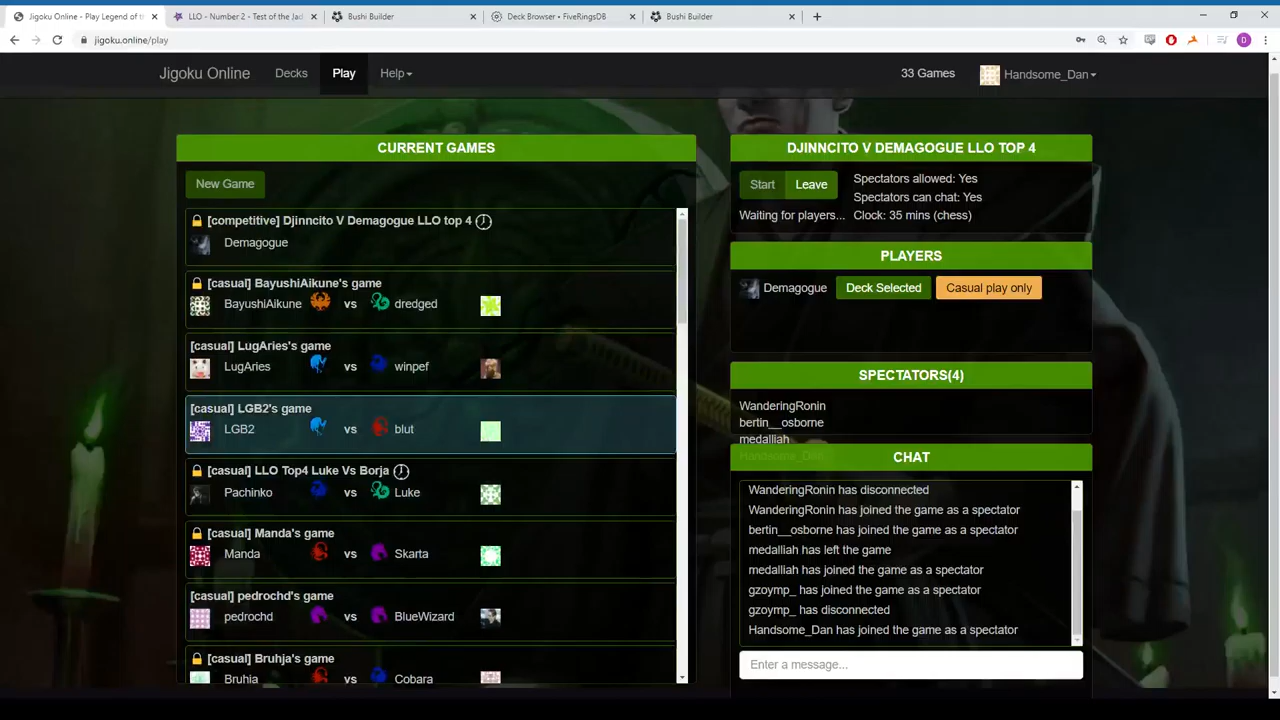 Jigoku Online - Play Legend of th
LLO - Number 2 - Test of the Jad
Bushi Builder
Deck Browser • FiveRingsDB
Bushi Builder
jigoku.online/play
D
Jigoku Online
Decks
Play
Help
33 Games
Handsome_Dan
CURRENT GAMES
New Game
[competitive] Djinncito V Demagogue LLO top 4
Demagogue
[casual] BayushiAikune's game
BayushiAikune vs dredged
[casual] LugAries's game
LugAries vs winpef
[casual] LGB2's game
LGB2 vs blut
[casual] LLO Top4 Luke Vs Borja
Pachinko vs Luke
[casual] Manda's game
Manda vs Skarta
[casual] pedrochd's game
pedrochd vs BlueWizard
[casual] Bruhja's game
Bruhja vs Cobara
DJINNCITO V DEMAGOGUE LLO TOP 4
Start Leave
Waiting for players...
Spectators allowed: Yes
Spectators can chat: Yes
Clock: 35 mins (chess)
PLAYERS
Demagogue Deck Selected Casual play only
SPECTATORS(4)
WanderingRonin
bertin__osborne
medalliah
Handsome_Dan
CHAT
WanderingRonin has disconnected
WanderingRonin has joined the game as a spectator
bertin__osborne has joined the game as a spectator
medalliah has left the game
medalliah has joined the game as a spectator
gzoymp_ has joined the game as a spectator
gzoymp_ has disconnected
Handsome_Dan has joined the game as a spectator
Enter a message...